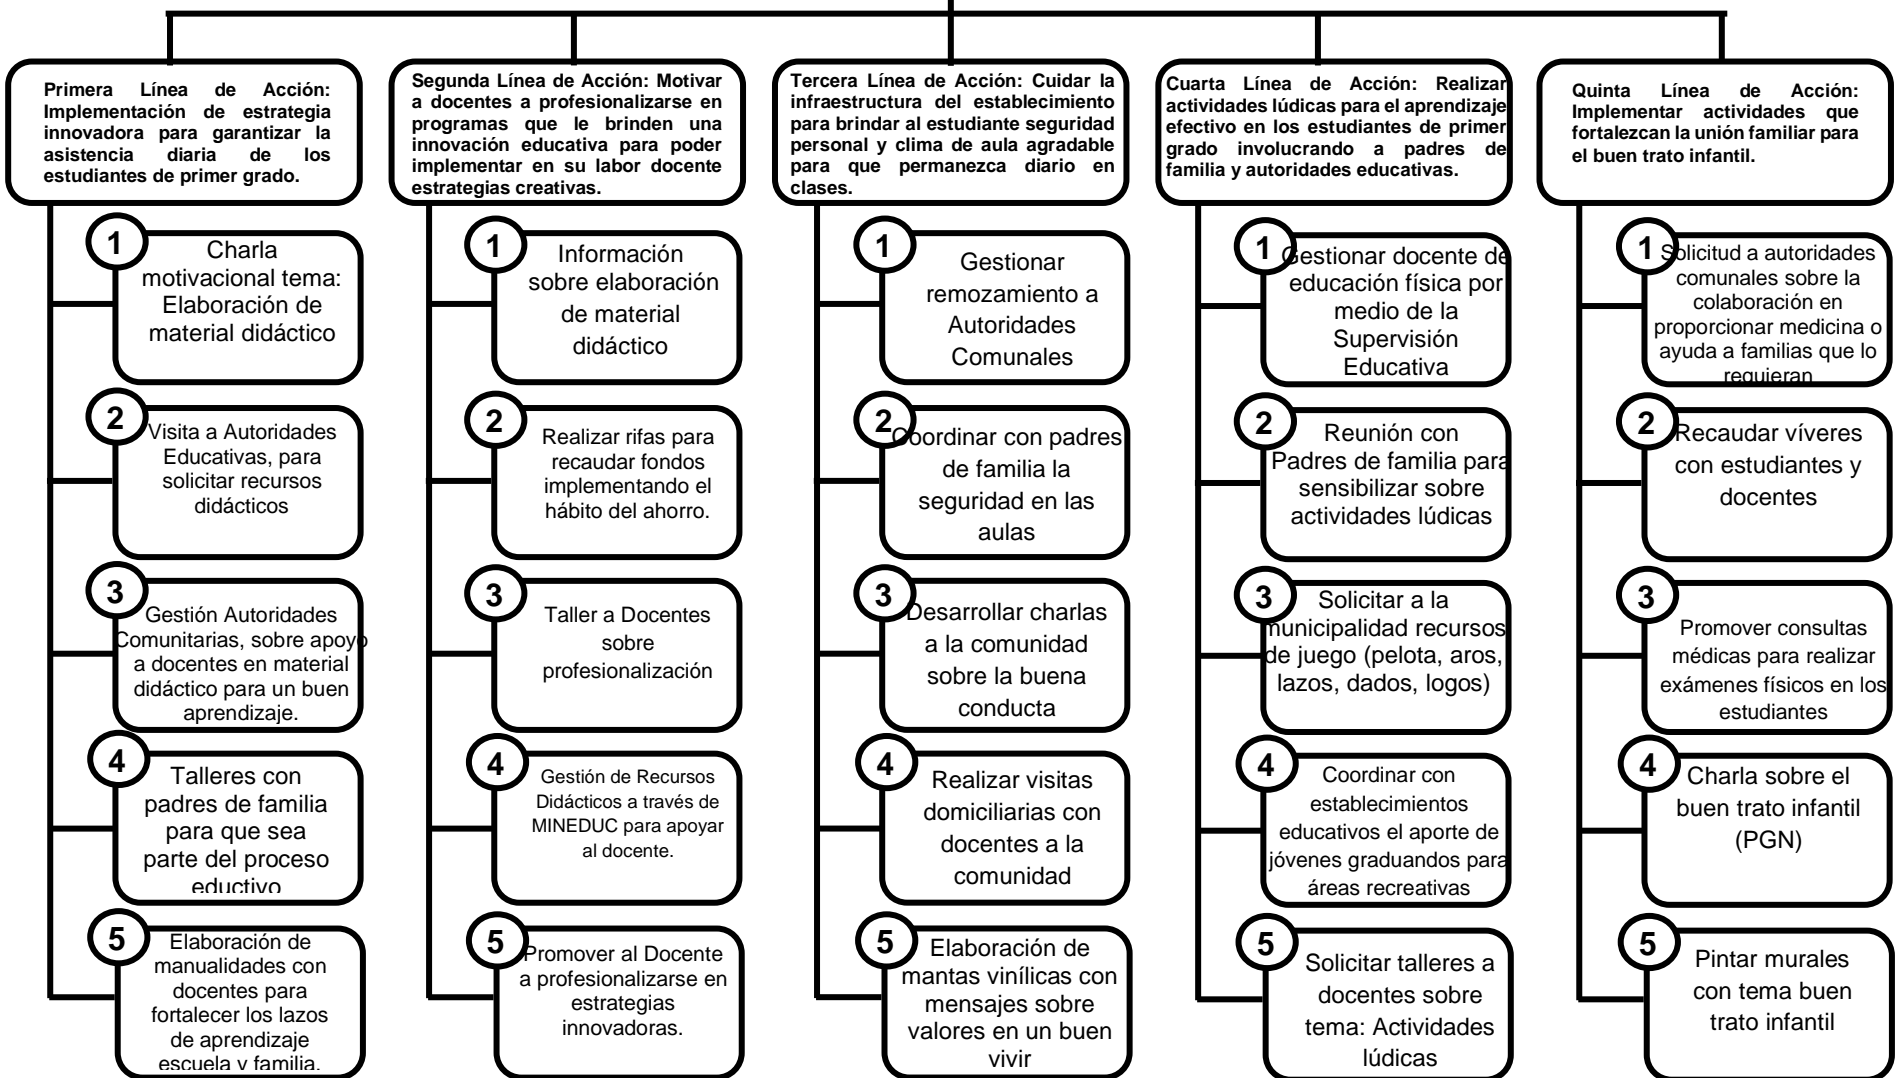 Primera Línea de Acción:
Implementación de estrategia
innovadora para garantizar la
asistencia diaria de los
estudiantes de primer grado.
1
Charla
motivacional tema:
Elaboración de
material didáctico
2
Visita a Autoridades
Educativas, para
solicitar recursos
didácticos
3
Gestión Autoridades
Comunitarias, sobre apoyo
a docentes en material
didáctico para un buen
aprendizaje.
4
Talleres con
padres de familia
para que sea
parte del proceso
eductivo
5
Elaboración de
manualidades con
docentes para
fortalecer los lazos
de aprendizaje
escuela y familia.
Segunda Línea de Acción: Motivar
a docentes a profesionalizarse en
programas que le brinden una
innovación educativa para poder
implementar en su labor docente
estrategias creativas.
1
Información
sobre elaboración
de material
didáctico
2
Realizar rifas para
recaudar fondos
implementando el
hábito del ahorro.
3
Taller a Docentes
sobre
profesionalización
4
Gestión de Recursos
Didácticos a través de
MINEDUC para apoyar
al docente.
5
Promover al Docente
a profesionalizarse en
estrategias
innovadoras.
Tercera Línea de Acción: Cuidar la
infraestructura del establecimiento
para brindar al estudiante seguridad
personal y clima de aula agradable
para que permanezca diario en
clases.
1
Gestionar
remozamiento a
Autoridades
Comunales
2
Coordinar con padres
de familia la
seguridad en las
aulas
3
Desarrollar charlas
a la comunidad
sobre la buena
conducta
4
Realizar visitas
domiciliarias con
docentes a la
comunidad
5
Elaboración de
mantas vinílicas con
mensajes sobre
valores en un buen
vivir
Cuarta Línea de Acción: Realizar
actividades lúdicas para el aprendizaje
efectivo en los estudiantes de primer
grado involucrando a padres de
familia y autoridades educativas.
1
Gestionar docente de
educación física por
medio de la
Supervisión
Educativa
2
Reunión con
Padres de familia para
sensibilizar sobre
actividades lúdicas
3
Solicitar a la
municipalidad recursos
de juego (pelota, aros,
lazos, dados, logos)
4
Coordinar con
establecimientos
educativos el aporte de
jóvenes graduandos para
áreas recreativas
5
Solicitar talleres a
docentes sobre
tema: Actividades
lúdicas
Quinta Línea de Acción:
Implementar actividades que
fortalezcan la unión familiar para
el buen trato infantil.
1
Solicitud a autoridades
comunales sobre la
colaboración en
proporcionar medicina o
ayuda a familias que lo
requieran
2
Recaudar víveres
con estudiantes y
docentes
3
Promover consultas
médicas para realizar
exámenes físicos en los
estudiantes
4
Charla sobre el
buen trato infantil
(PGN)
5
Pintar murales
con tema buen
trato infantil